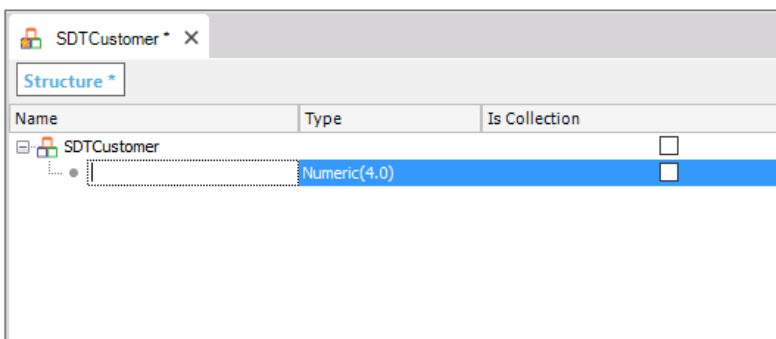 SDTCustomer *
Structure *
Name Type Is Collection
SDTCustomer
Numeric(4.0)